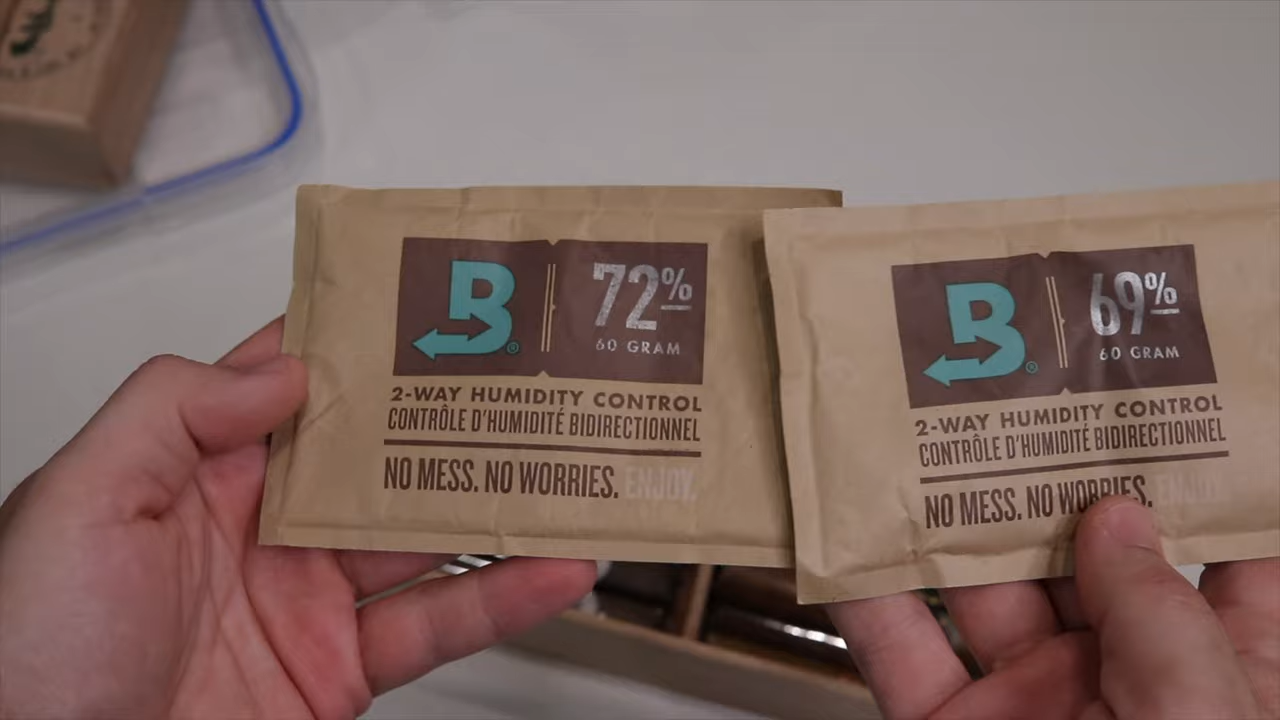 B® 72%
60 GRAM
2-WAY HUMIDITY CONTROL
CONTRÔLE D'HUMIDITÉ BIDIRECTIONNEL
NO MESS. NO WORRIES. ENJOY.
B® 69%
60 GRAM
2-WAY HUMIDITY CONTROL
CONTRÔLE D'HUMIDITÉ BIDIRECTIONNEL
NO MESS. NO WORRIES. ENJOY.